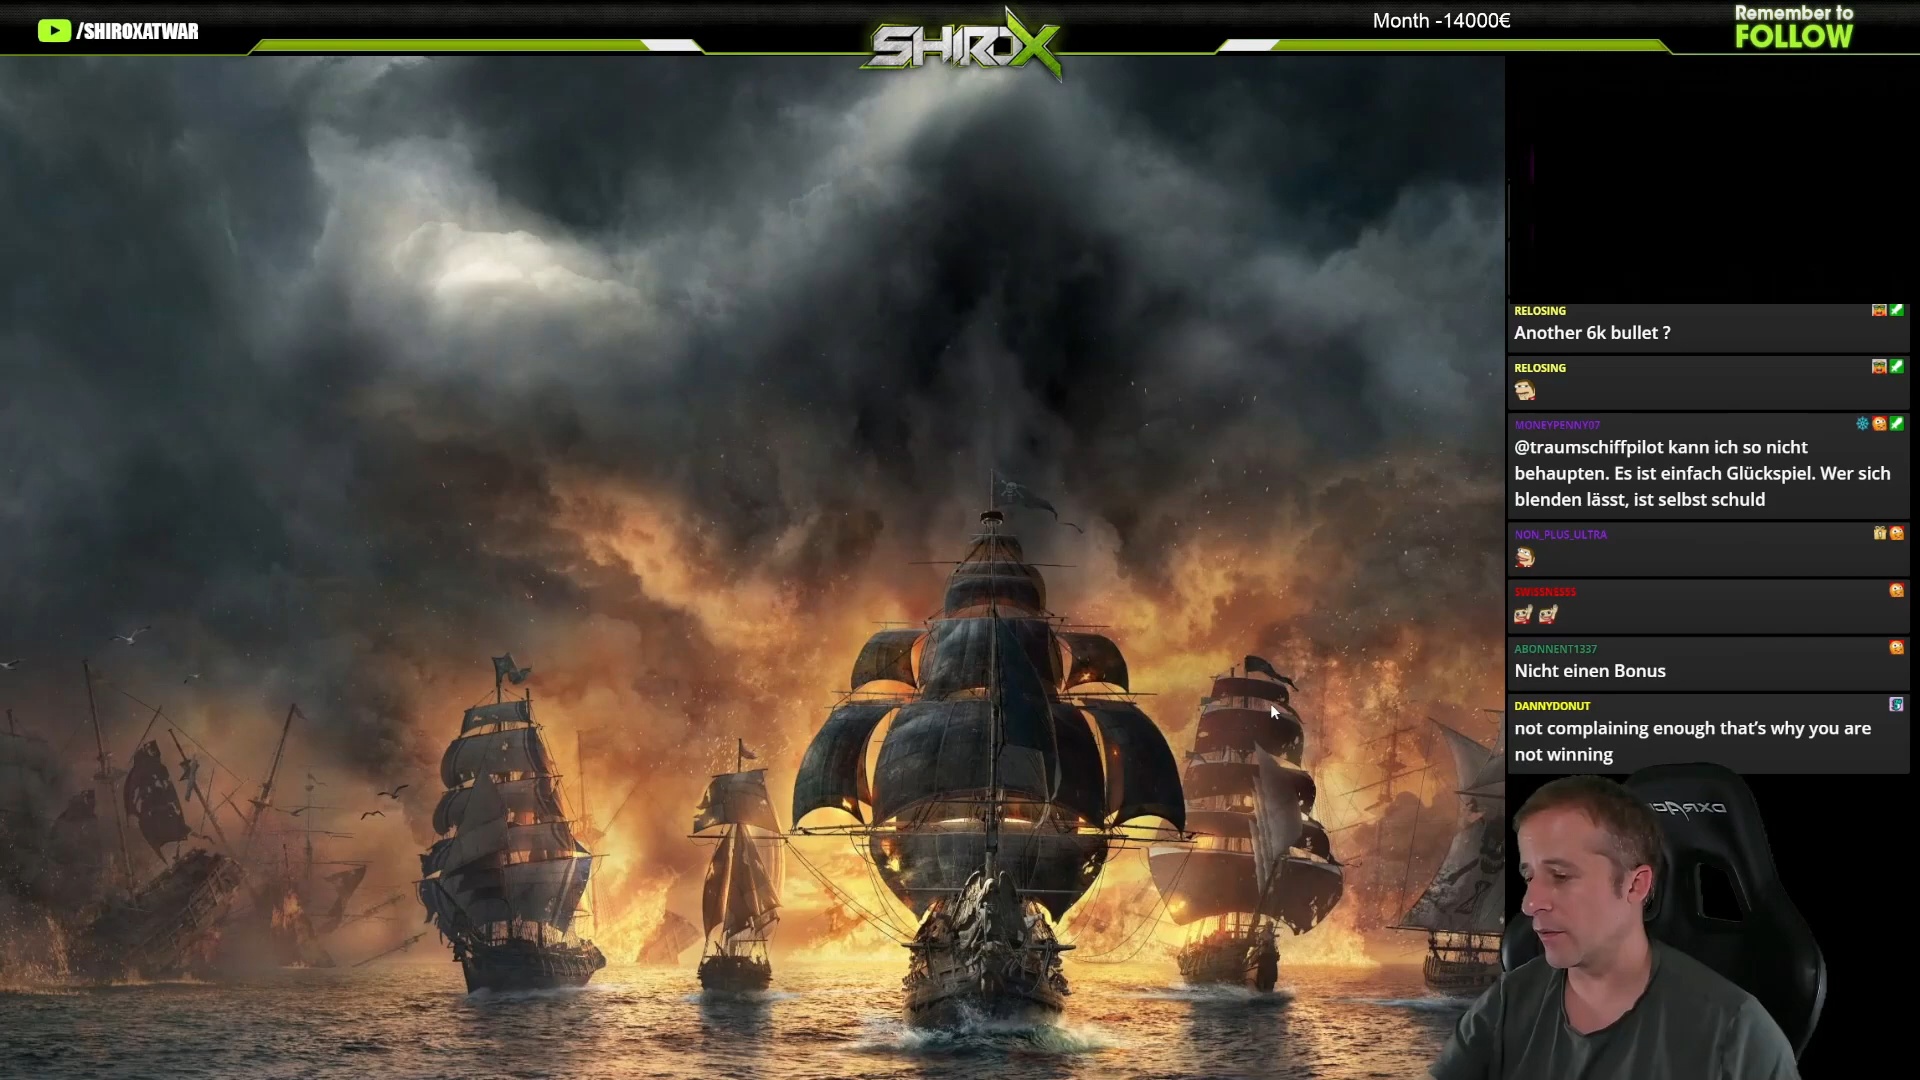 /SHIROXATWAR
SHIROX
Month -14000€
Remember to
FOLLOW
RELOSING
Another 6k bullet ?
RELOSING
MONEYPENNY07
@traumschiffpilot kann ich so nicht
behaupten. Es ist einfach Glückspiel. Wer sich
blenden lässt, ist selbst schuld
NON_PLUS_ULTRA
SWISSNESSS
ABONNENT1337
Nicht einen Bonus
DANNYDONUT
not complaining enough that’s why you are
not winning
DXRACER